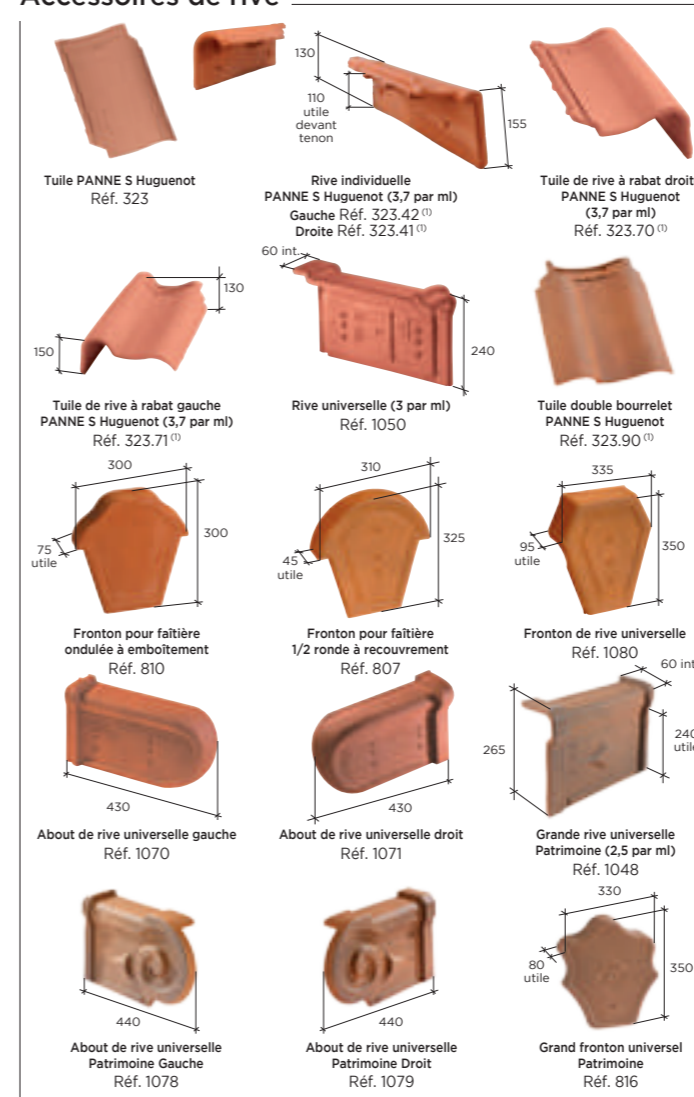 Accessoires de rive
130
110
utile
devant
tenon
155
Tuile PANNE S Huguenot
Réf. 323
Rive individuelle
PANNE S Huguenot (3,7 par ml)
Gauche Réf. 323.42 (1)
Droite Réf. 323.41 (1)
Tuile de rive à rabat droit
PANNE S Huguenot
(3,7 par ml)
Réf. 323.70 (1)
130
150
60 int.
240
Tuile de rive à rabat gauche
PANNE S Huguenot (3,7 par ml)
Réf. 323.71 (1)
Rive universelle (3 par ml)
Réf. 1050
Tuile double bourrelet
PANNE S Huguenot
Réf. 323.90 (1)
300
300
75
utile
310
325
45
utile
335
350
95
utile
Fronton pour faîtière
ondulée à emboîtement
Réf. 810
Fronton pour faîtière
1/2 ronde à recouvrement
Réf. 807
Fronton de rive universelle
Réf. 1080
430
430
60 int
265
240
utile
About de rive universelle gauche
Réf. 1070
About de rive universelle droit
Réf. 1071
Grande rive universelle
Patrimoine (2,5 par ml)
Réf. 1048
440
440
330
350
80
utile
About de rive universelle
Patrimoine Gauche
Réf. 1078
About de rive universelle
Patrimoine Droit
Réf. 1079
Grand fronton universel
Patrimoine
Réf. 816